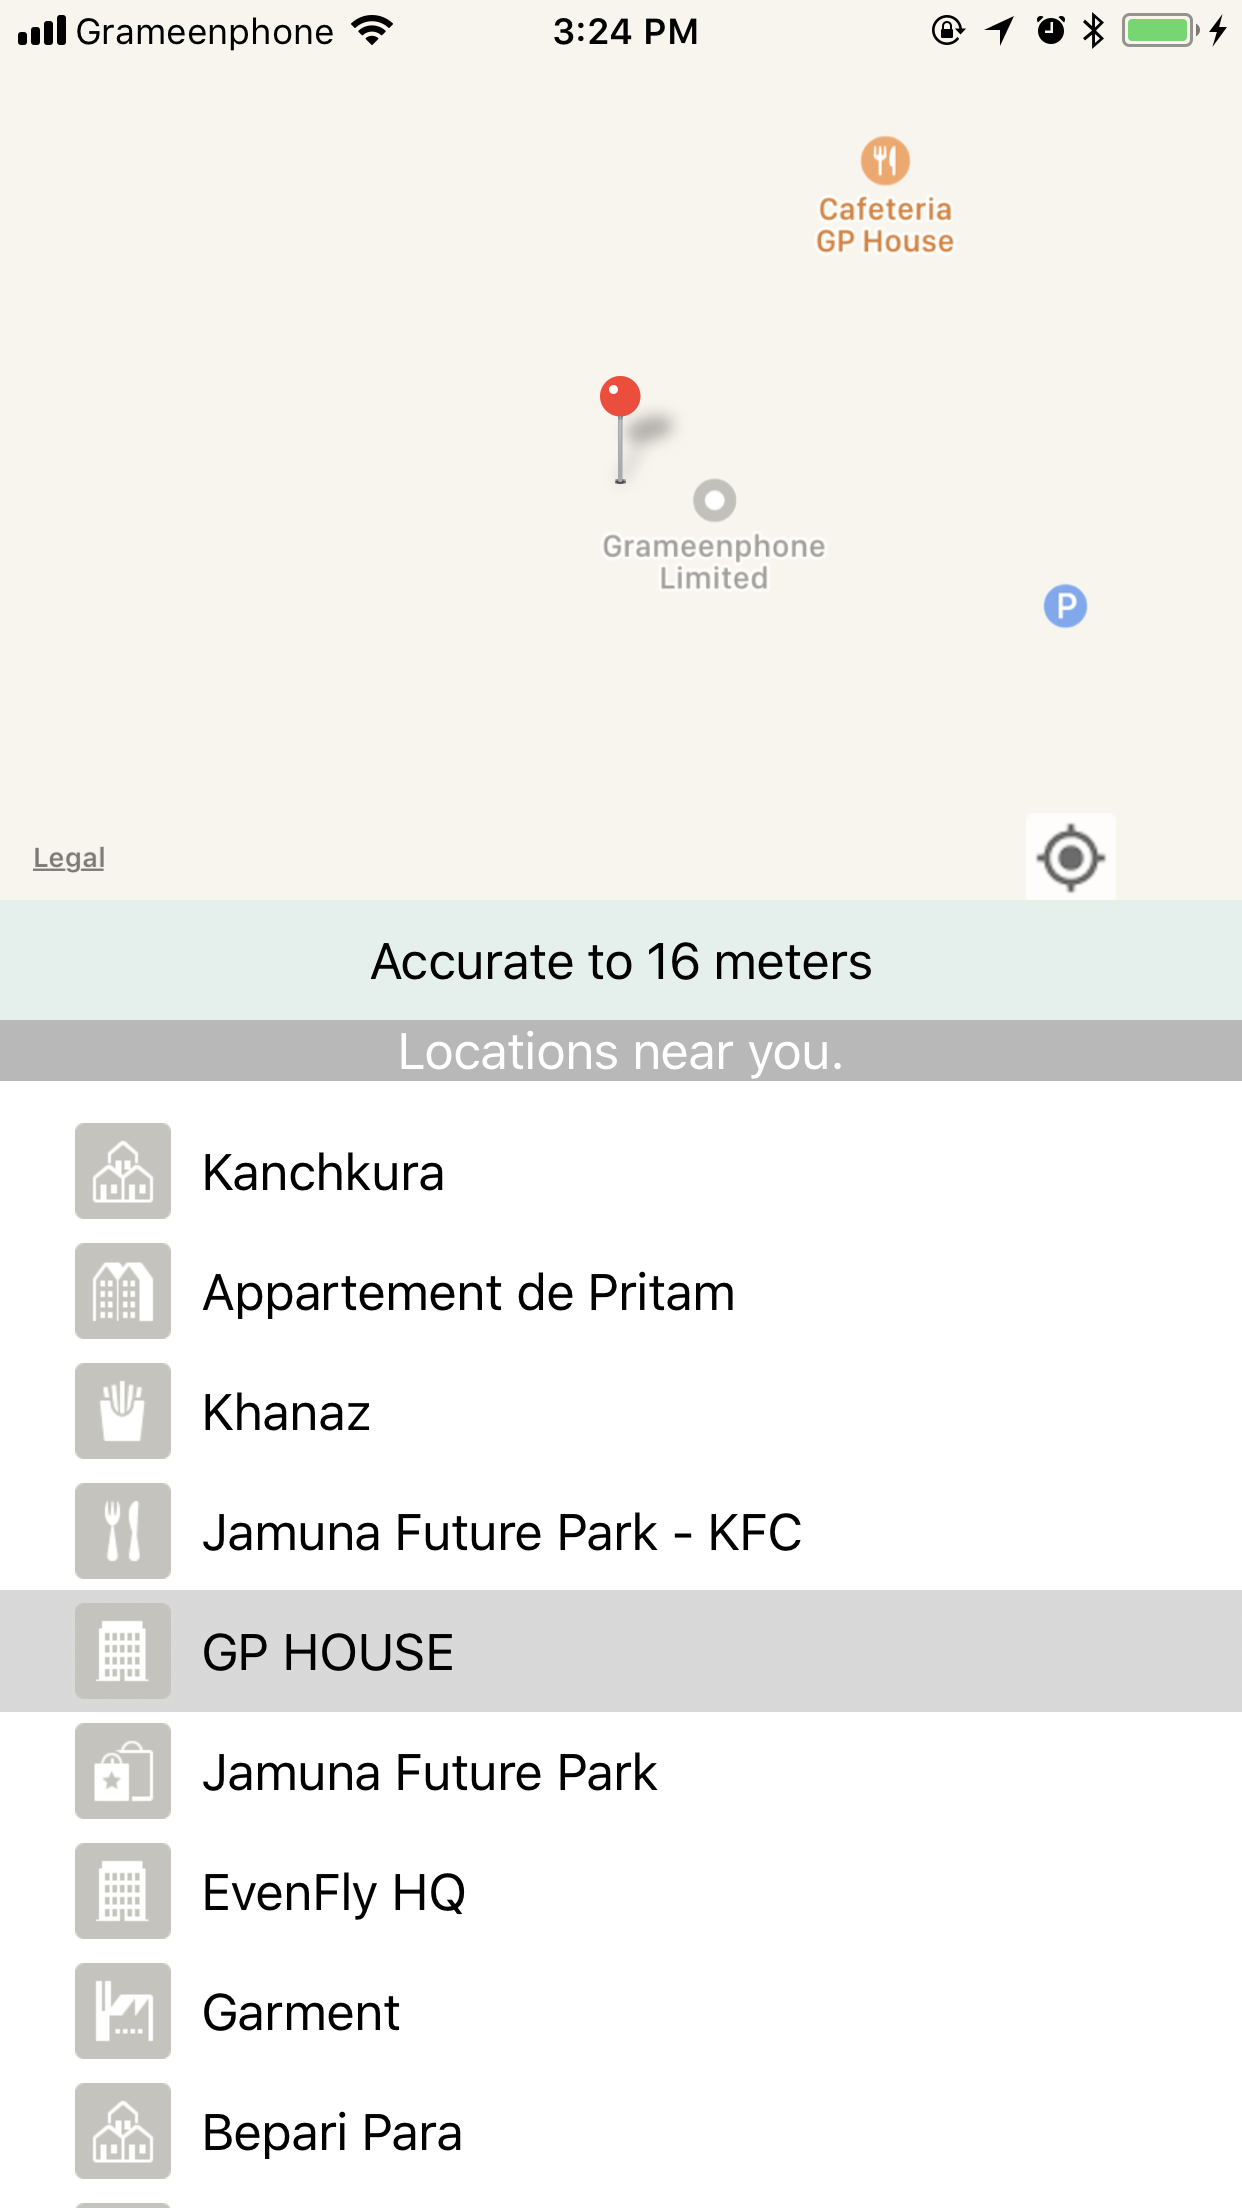 Grameenphone 3:24 PM
Cafeteria
GP House
Grameenphone
Limited
P
Legal
Accurate to 16 meters
Locations near you.
Kanchkura
Appartement de Pritam
Khanaz
Jamuna Future Park - KFC
GP HOUSE
Jamuna Future Park
EvenFly HQ
Garment
Bepari Para